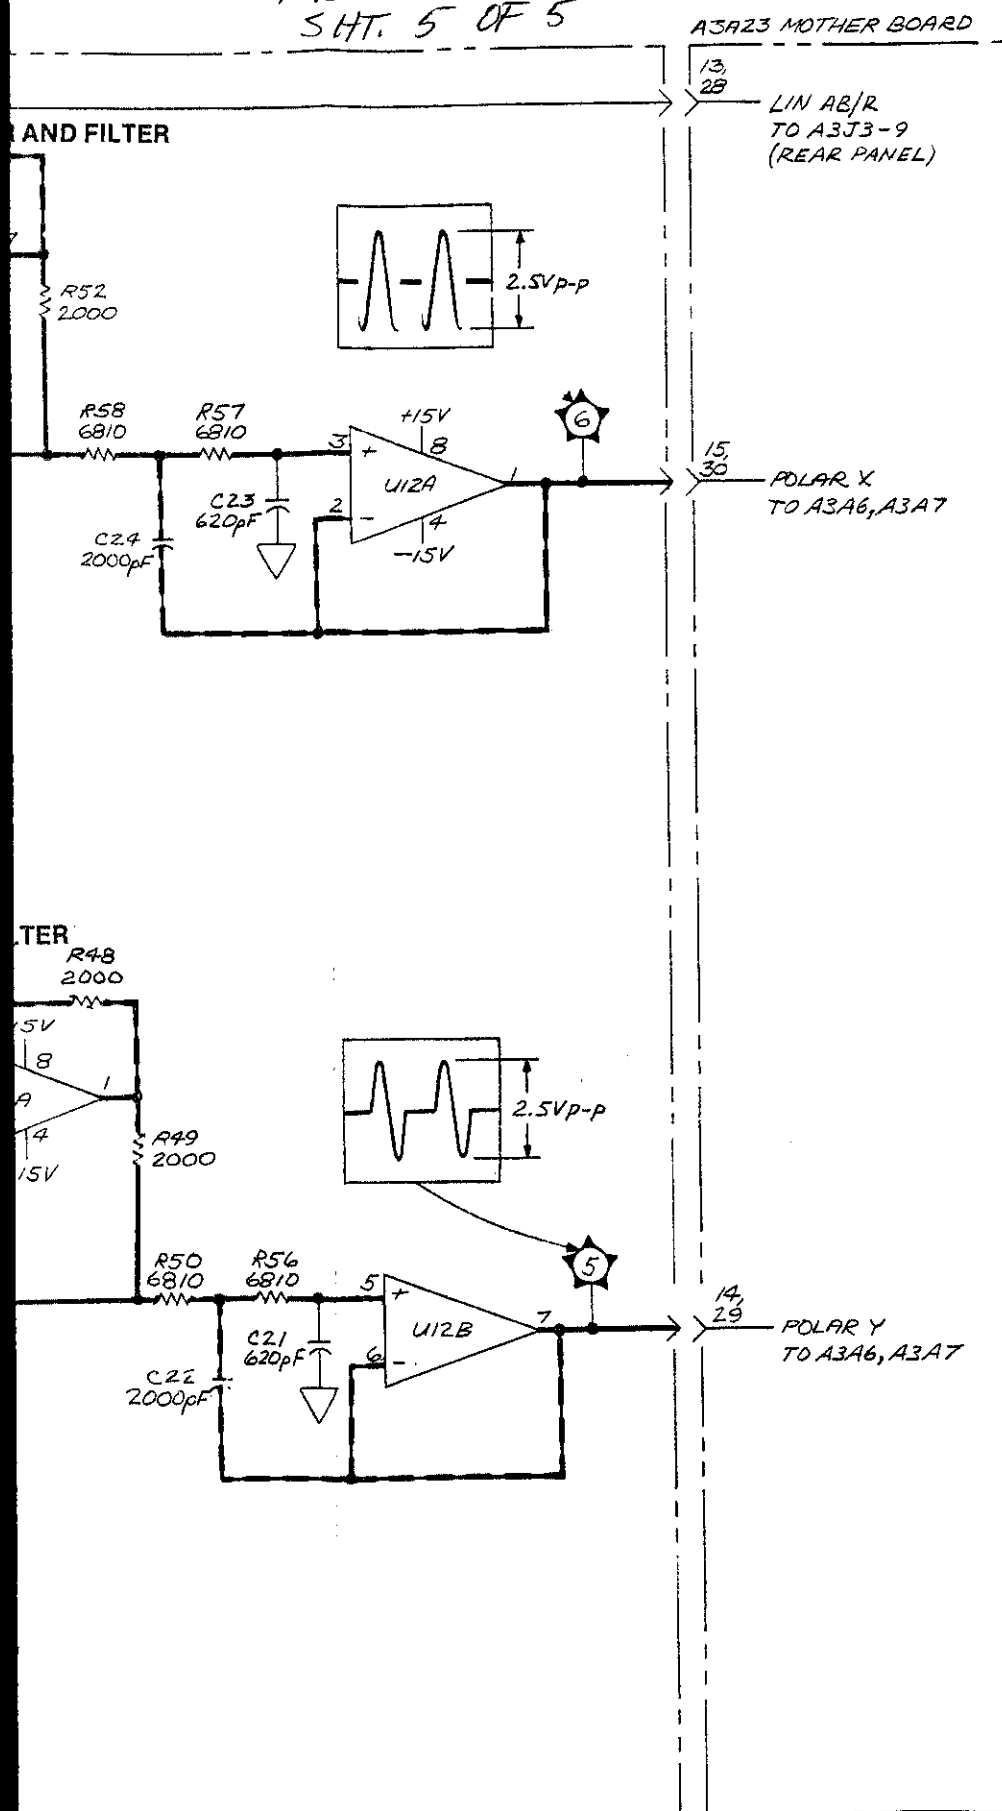 SHT. 5 OF 5
A3A23 MOTHER BOARD
13,
28
LIN AB/R
TO A3J3-9
(REAR PANEL)
AND FILTER
2.5Vp-p
R52
2000
R58
6810
R57
6810
+15V
6
3
+
8
U12A
1
15,
30
POLAR X
TO A3A6, A3A7
C23
620pF
2
-
4
-15V
C24
2000pF
TER
R48
2000
5V
8
1
A
4
15V
R49
2000
2.5Vp-p
5
R50
6810
R56
6810
5
+
U12B
7
14,
29
POLAR Y
TO A3A6, A3A7
C21
620pF
6
-
C22
2000pF